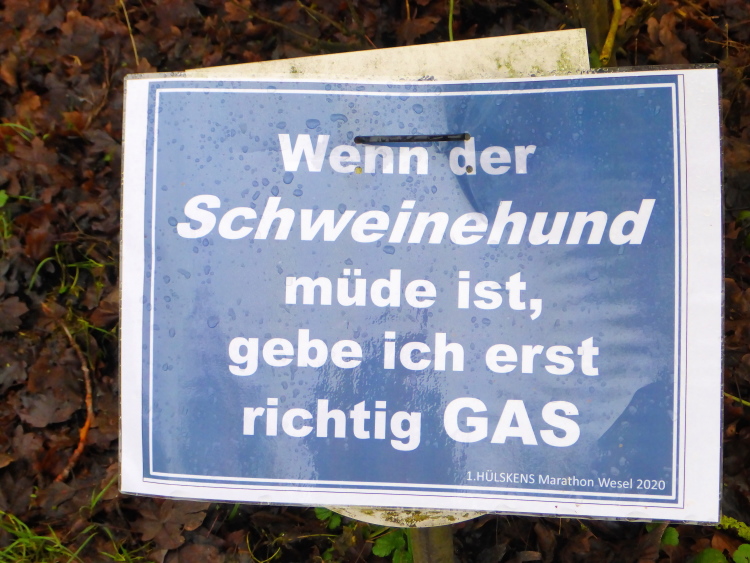 Wenn der
Schweinehund
müde ist,
gebe ich erst
richtig GAS
1.HÜLSKENS Marathon Wesel 2020